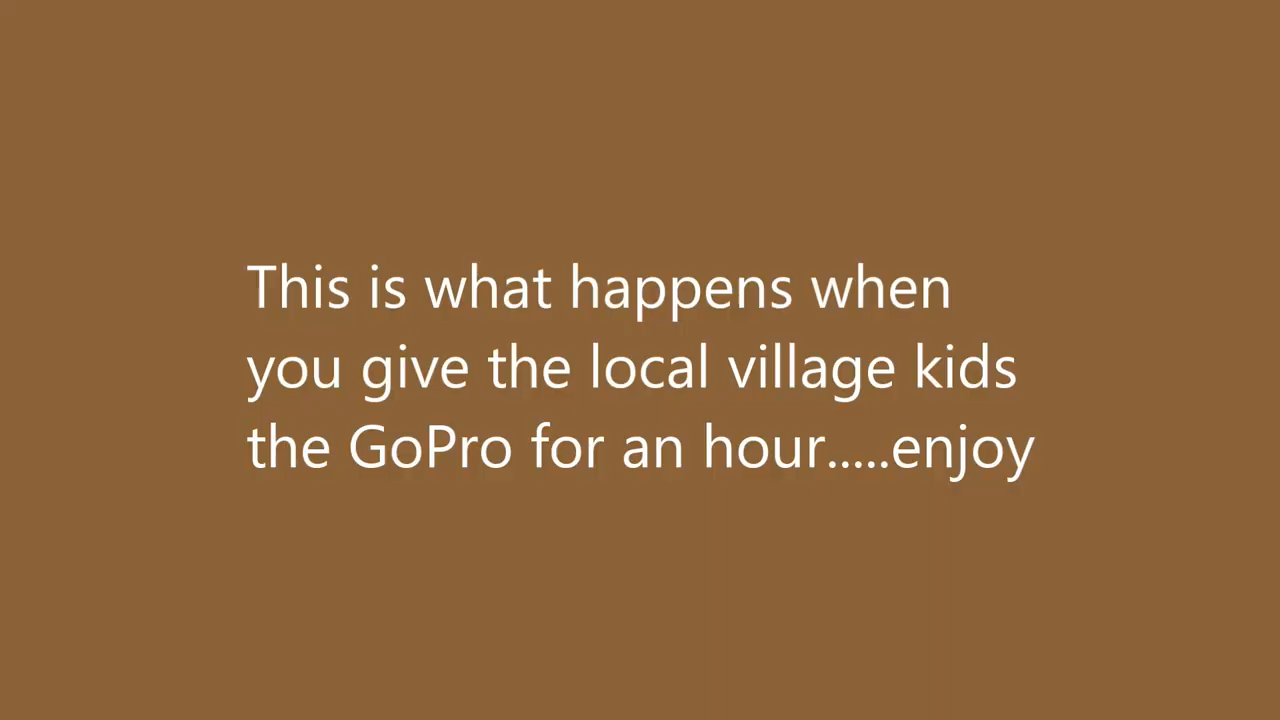 This is what happens when
you give the local village kids
the GoPro for an hour.....enjoy